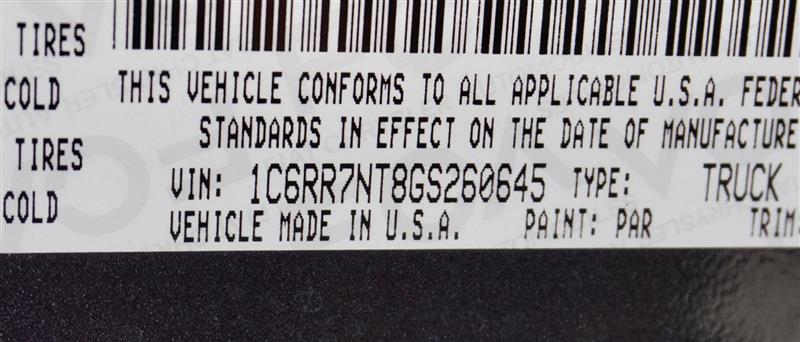 TIRES
COLD THIS VEHICLE CONFORMS TO ALL APPLICABLE U.S.A. FEDER
STANDARDS IN EFFECT ON THE DATE OF MANUFACTURE
TIRES
VIN: 1C6RR7NT8GS260645 TYPE: TRUCK
COLD
VEHICLE MADE IN U.S.A. PAINT: PAR TRIM: